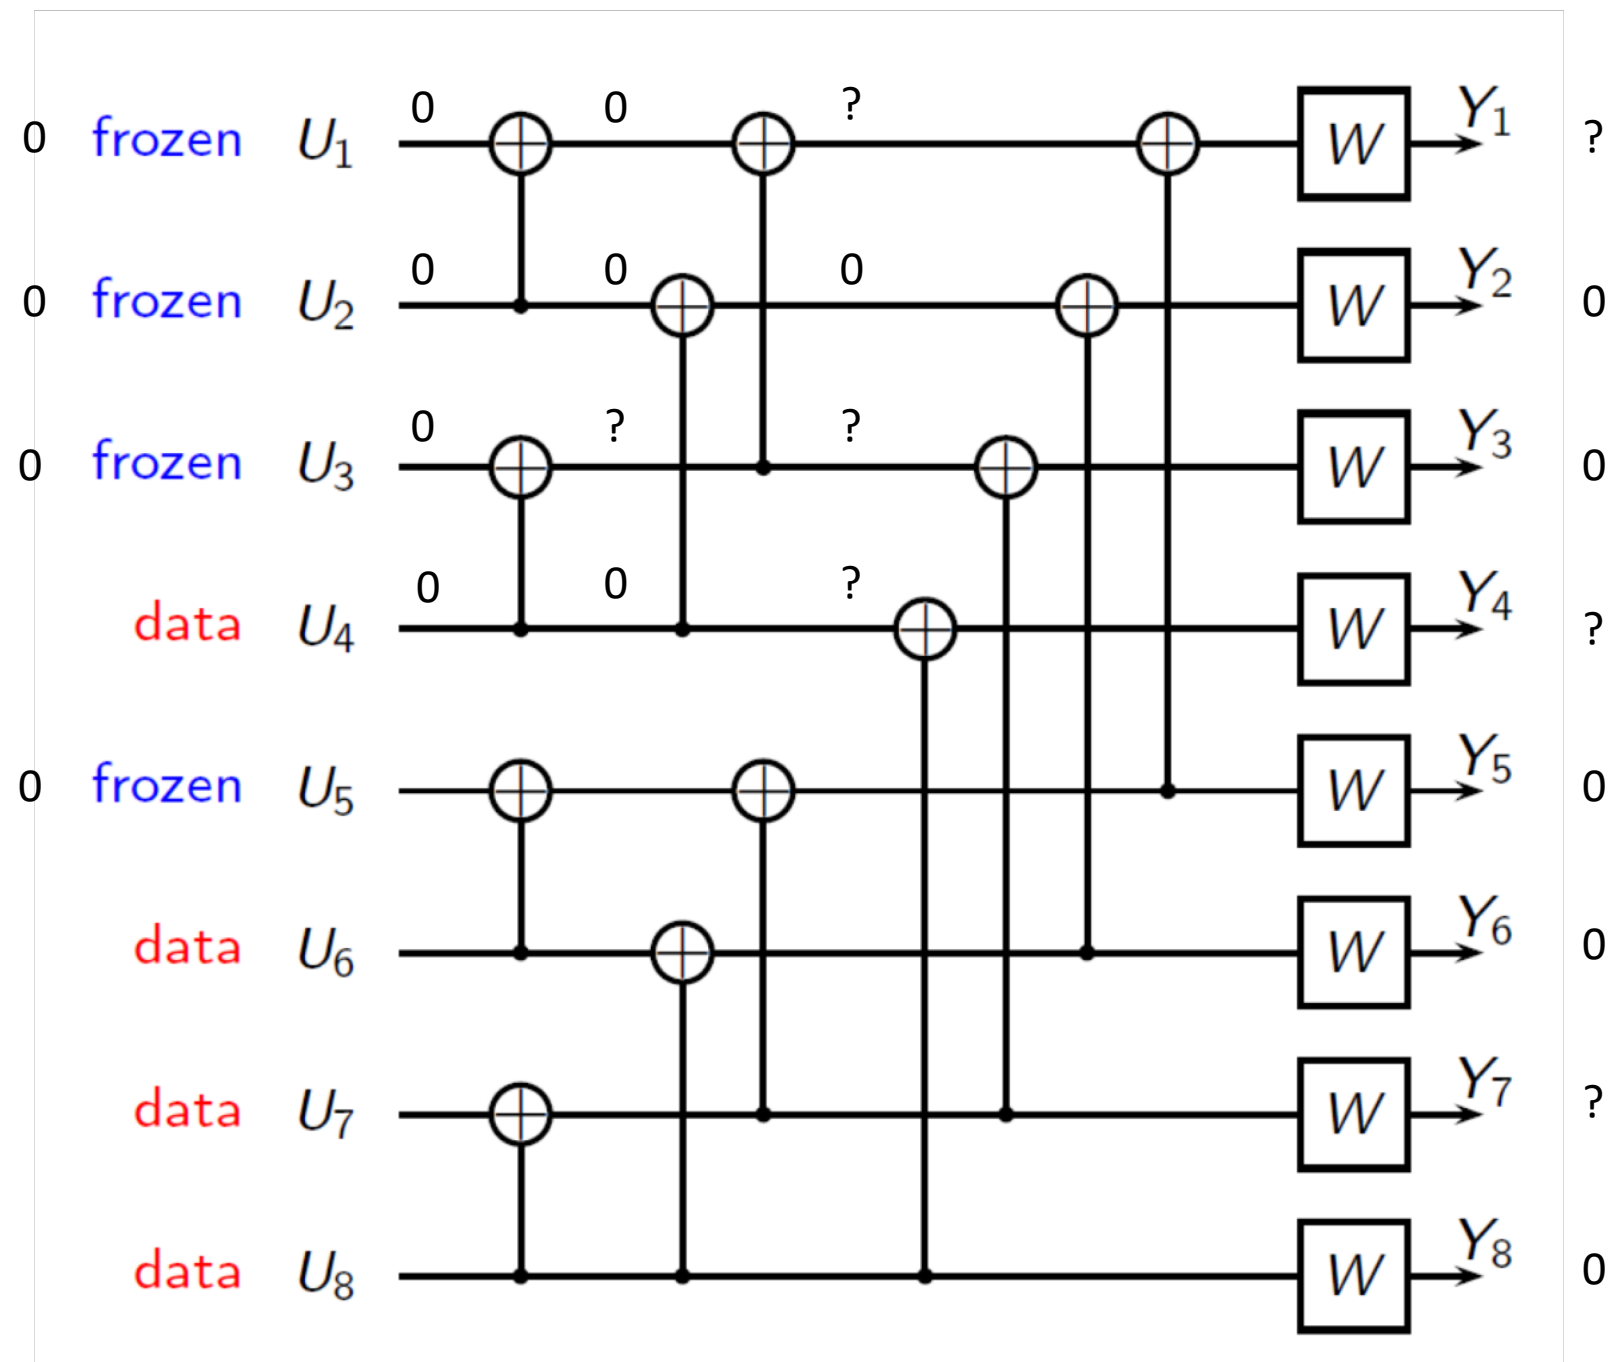 0 frozen U₁ 0 0 ? W Y₁ ?
0 frozen U₂ 0 0 0 W Y₂ 0
0 frozen U₃ 0 ? ? W Y₃ 0
data U₄ 0 0 ? W Y₄ ?
0 frozen U₅ W Y₅ 0
data U₆ W Y₆ 0
data U₇ W Y₇ ?
data U₈ W Y₈ 0